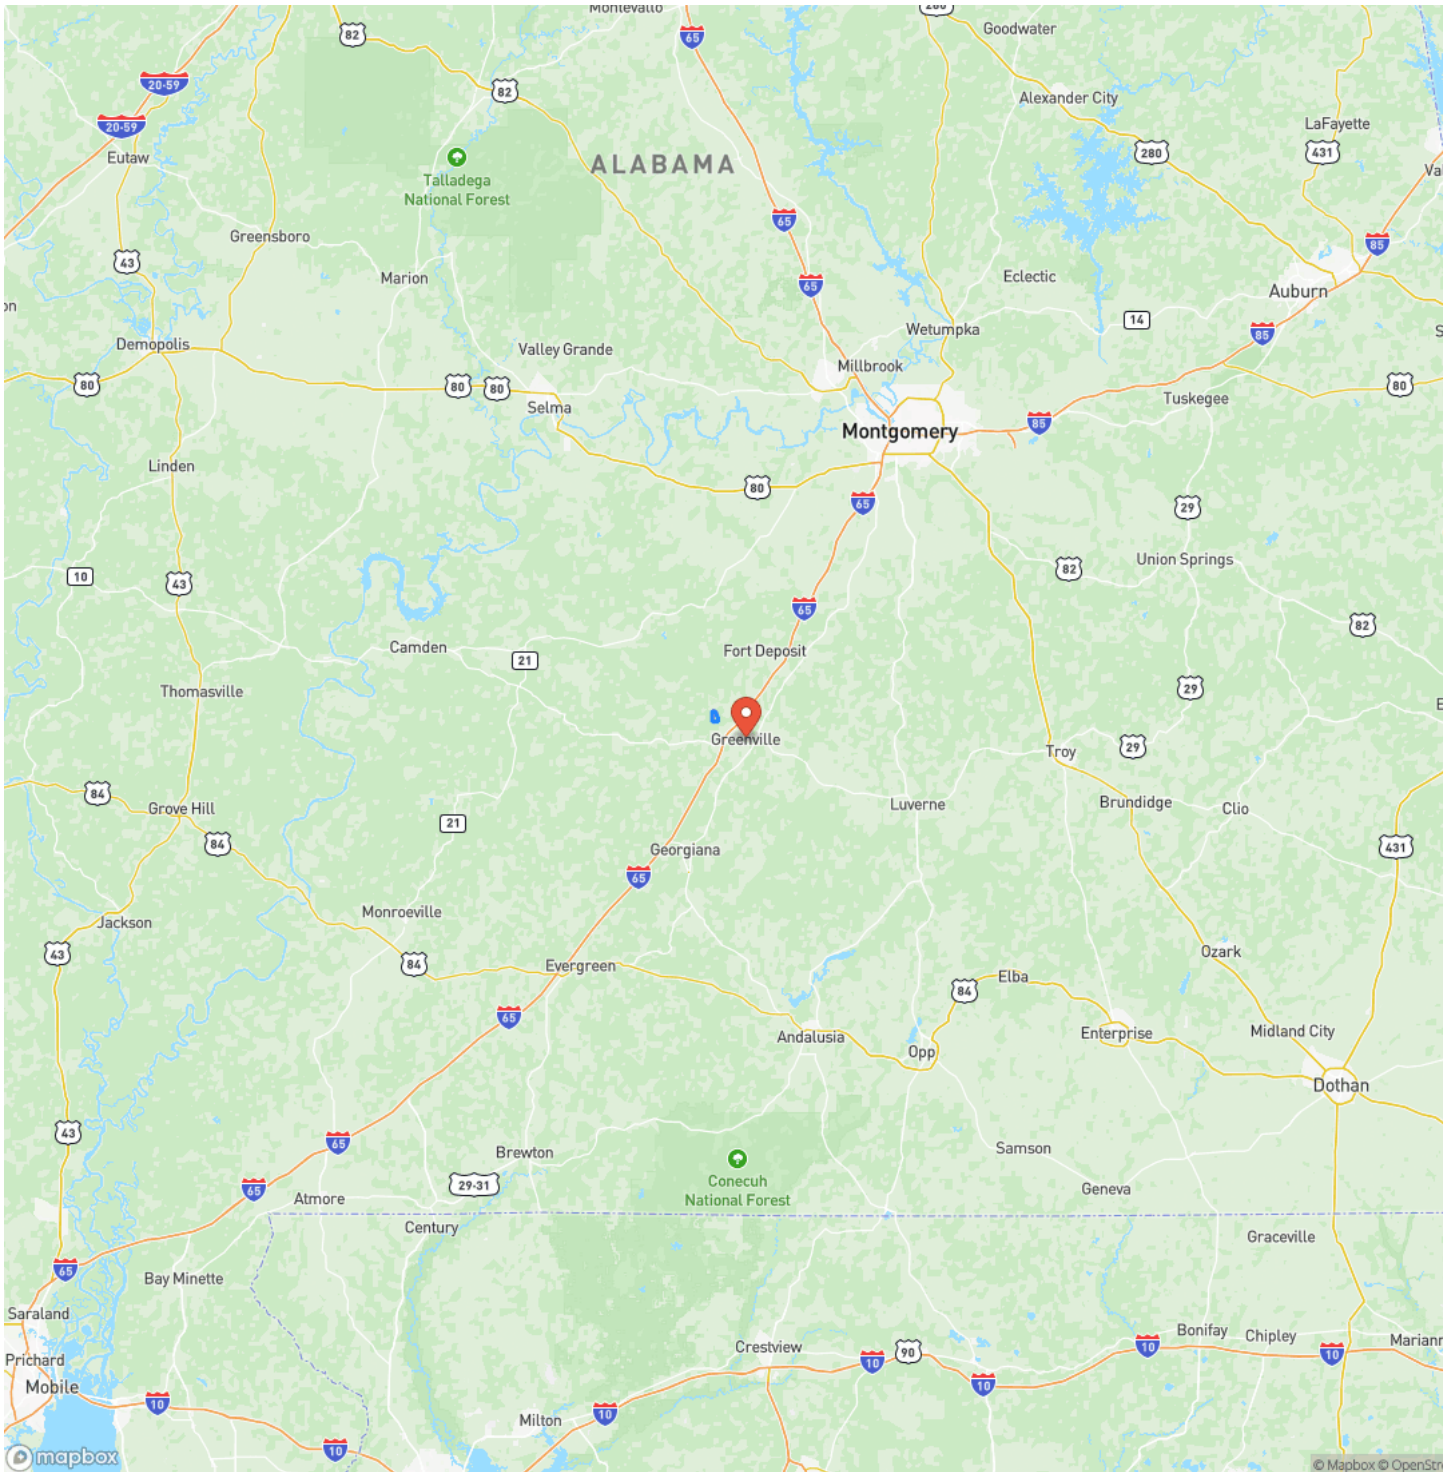 Montevallo
280
82
65
Goodwater
20-59
82
Alexander City
20-59
LaFayette
Eutaw
280
431
ALABAMA
Talladega
National Forest
65
Greensboro
85
43
Marion
65
Eclectic
Auburn
14
Wetumpka
85
Demopolis
Valley Grande
Millbrook
80
80
80
80
Selma
Tuskegee
85
Montgomery
Linden
80
65
29
Union Springs
10
43
82
65
82
Camden
21
Fort Deposit
Thomasville
29
Greenville
Troy
29
84
Grove Hill
Luverne
Brundidge
Clio
21
84
Georgiana
431
65
Monroeville
Jackson
43
84
Evergreen
Ozark
Elba
84
65
Andalusia
Opp
Enterprise
Midland City
Dothan
43
65
Brewton
Samson
Conecuh
National Forest
29-31
65
Atmore
Geneva
Century
Graceville
65
Bay Minette
Saraland
Bonifay
Chipley
Mariann
Crestview
90
10
10
10
Prichard
Mobile
10
10
Milton
10
10
mapbox
© Mapbox © OpenStre